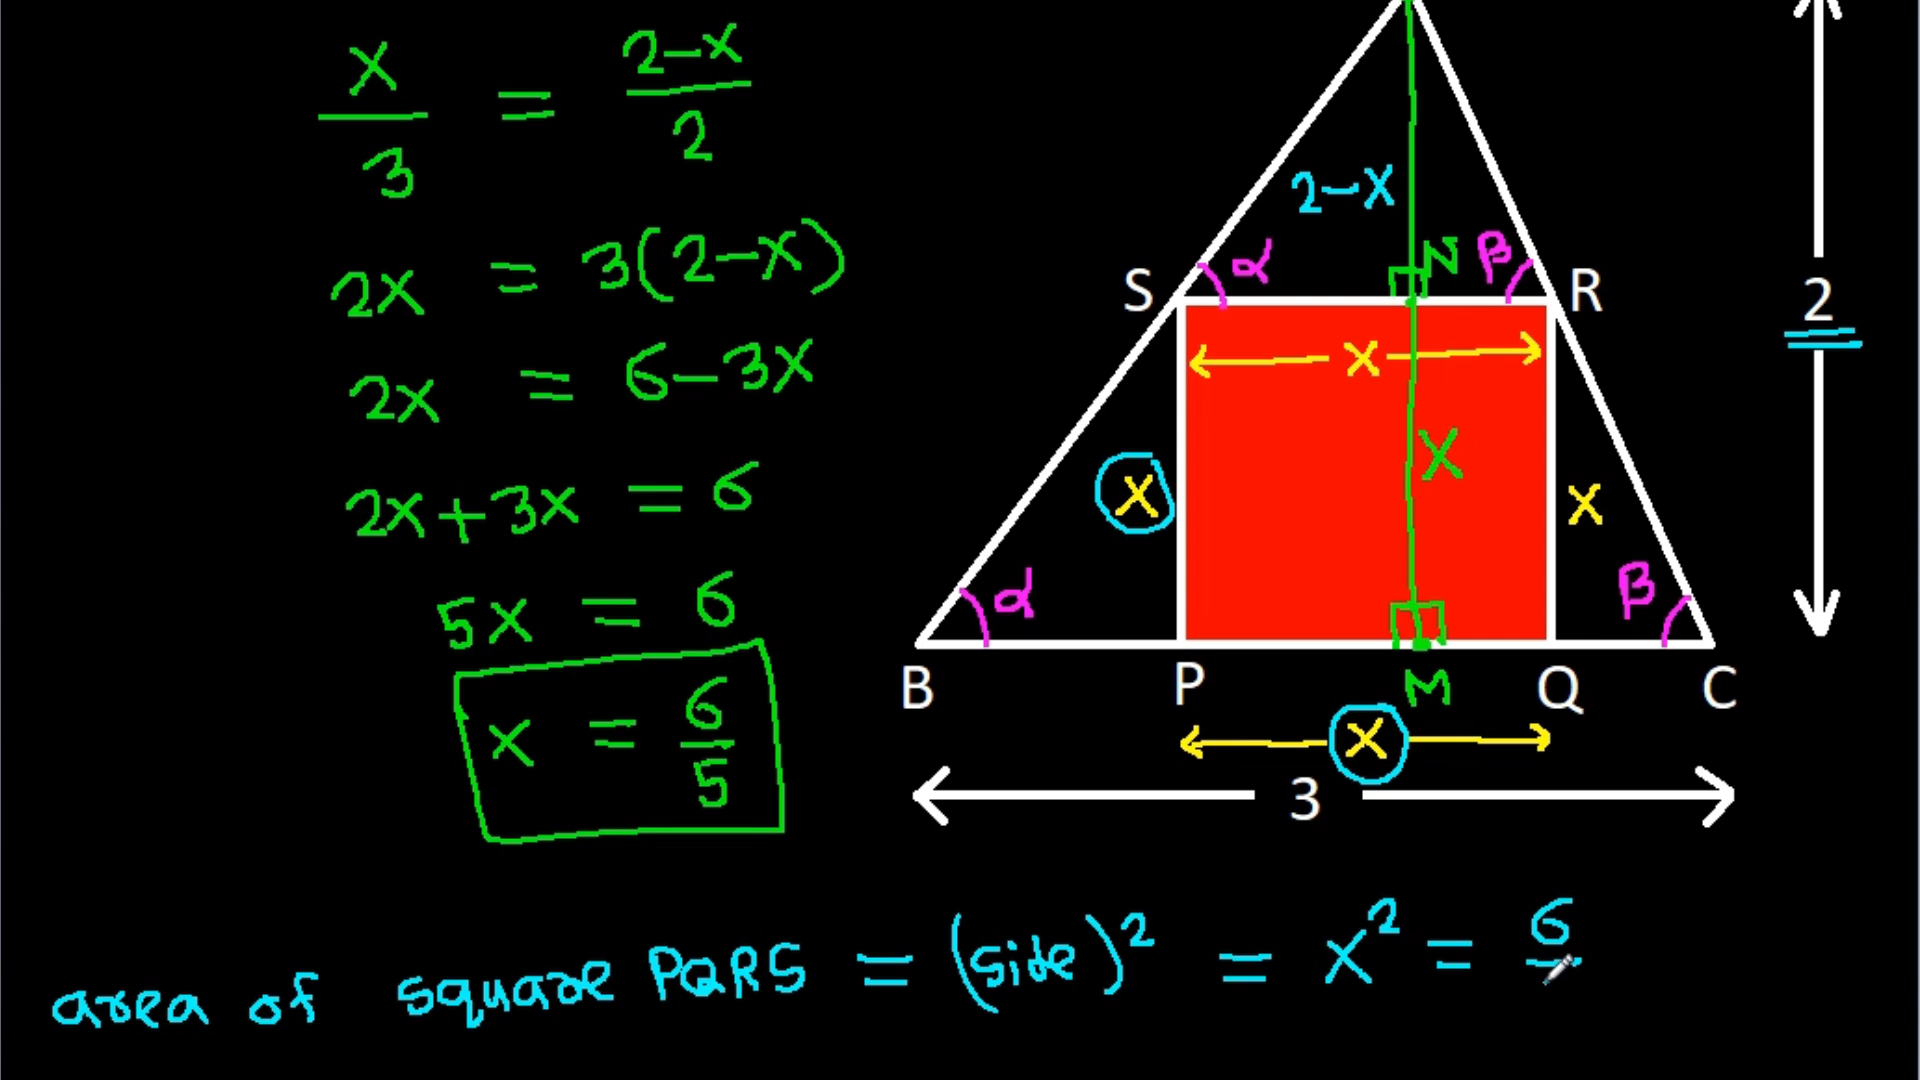 x/3 = 2-x/2
2x = 3(2-x)
2x = 6-3x
2x+3x = 6
5x = 6
x = 6/5
2-x
S α N β R
2
x
x x x
α β
B P M Q C
x
3
area of square PQRS = (side)² = x² = 6